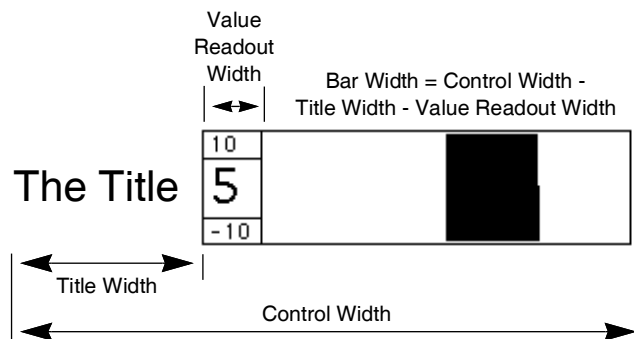 Value
Readout
Width
Bar Width = Control Width -
Title Width - Value Readout Width
10
The Title
5
-10
Title Width
Control Width